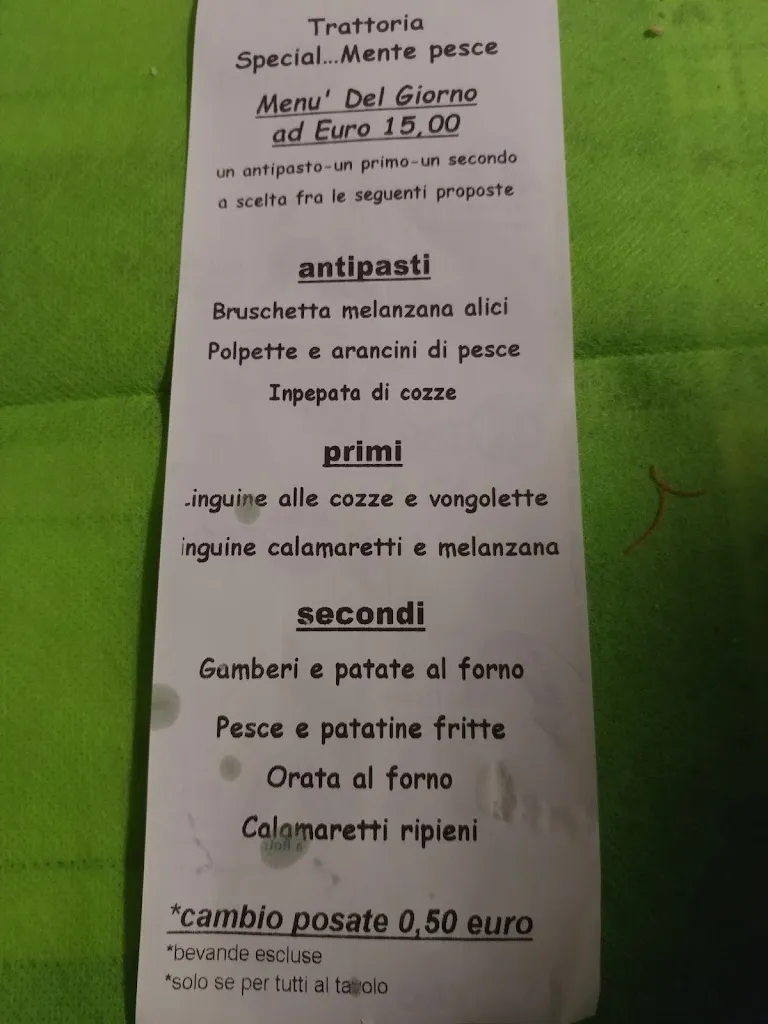 Trattoria
Special...Mente pesce
Menu' Del Giorno
ad Euro 15,00
un antipasto-un primo-un secondo
a scelta fra le seguenti proposte
antipasti
Bruschetta melanzana alici
Polpette e arancini di pesce
Inpepata di cozze
primi
inguine alle cozze e vongolette
inguine calamaretti e melanzana
secondi
Gamberi e patate al forno
Pesce e patatine fritte
Orata al forno
Calamaretti ripieni
*cambio posate 0,50 euro
*bevande escluse
*solo se per tutti al tavolo